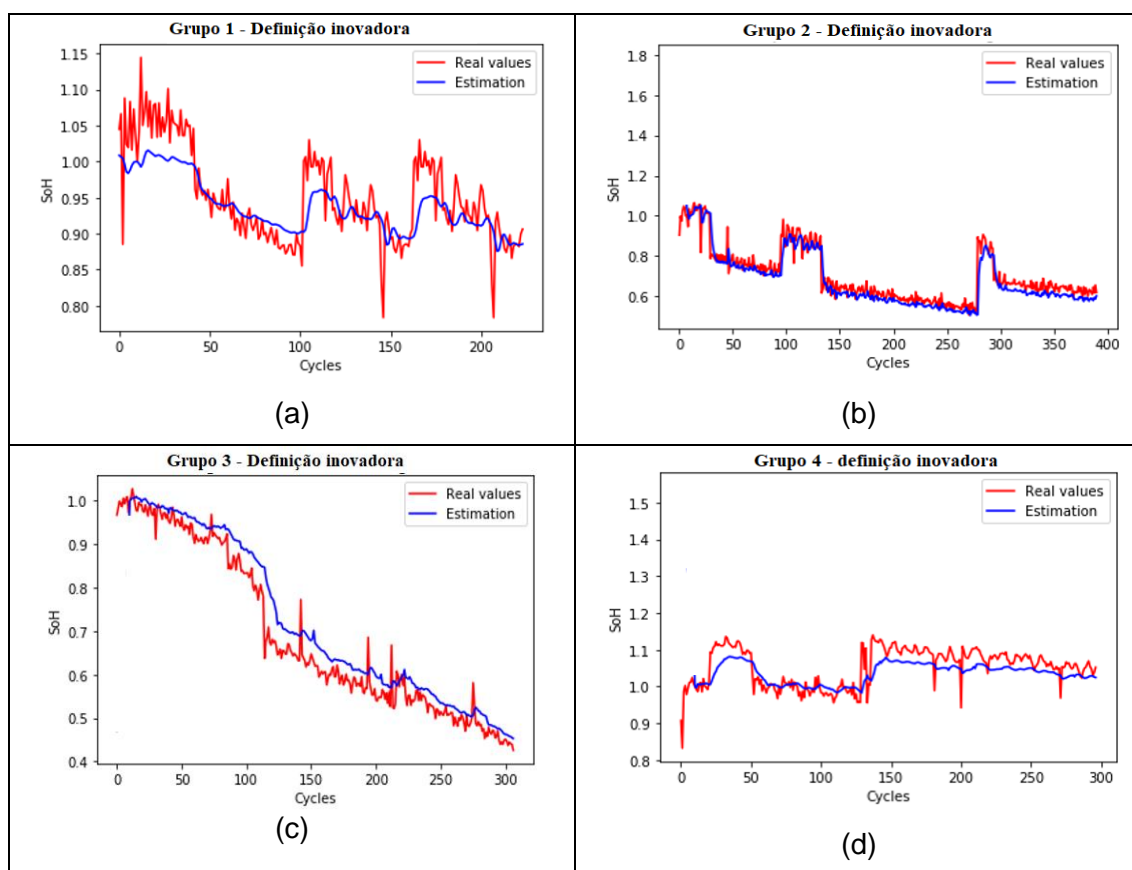 Grupo 1 - Definição inovadora
1.15
1.10
1.05
1.00
0.95
0.90
0.85
0.80
SoH
Real values
Estimation
0
50
100
150
200
Cycles
(a)
Grupo 2 - Definição inovadora
1.8
1.6
1.4
1.2
1.0
0.8
0.6
SoH
Real values
Estimation
0
50
100
150
200
250
300
350
400
Cycles
(b)
Grupo 3 - Definição inovadora
1.0
0.9
0.8
0.7
0.6
0.5
0.4
SoH
Real values
Estimation
0
50
100
150
200
250
300
Cycles
(c)
Grupo 4 - definição inovadora
1.5
1.4
1.3
1.2
1.1
1.0
0.9
0.8
SoH
Real values
Estimation
0
50
100
150
200
250
300
Cycles
(d)